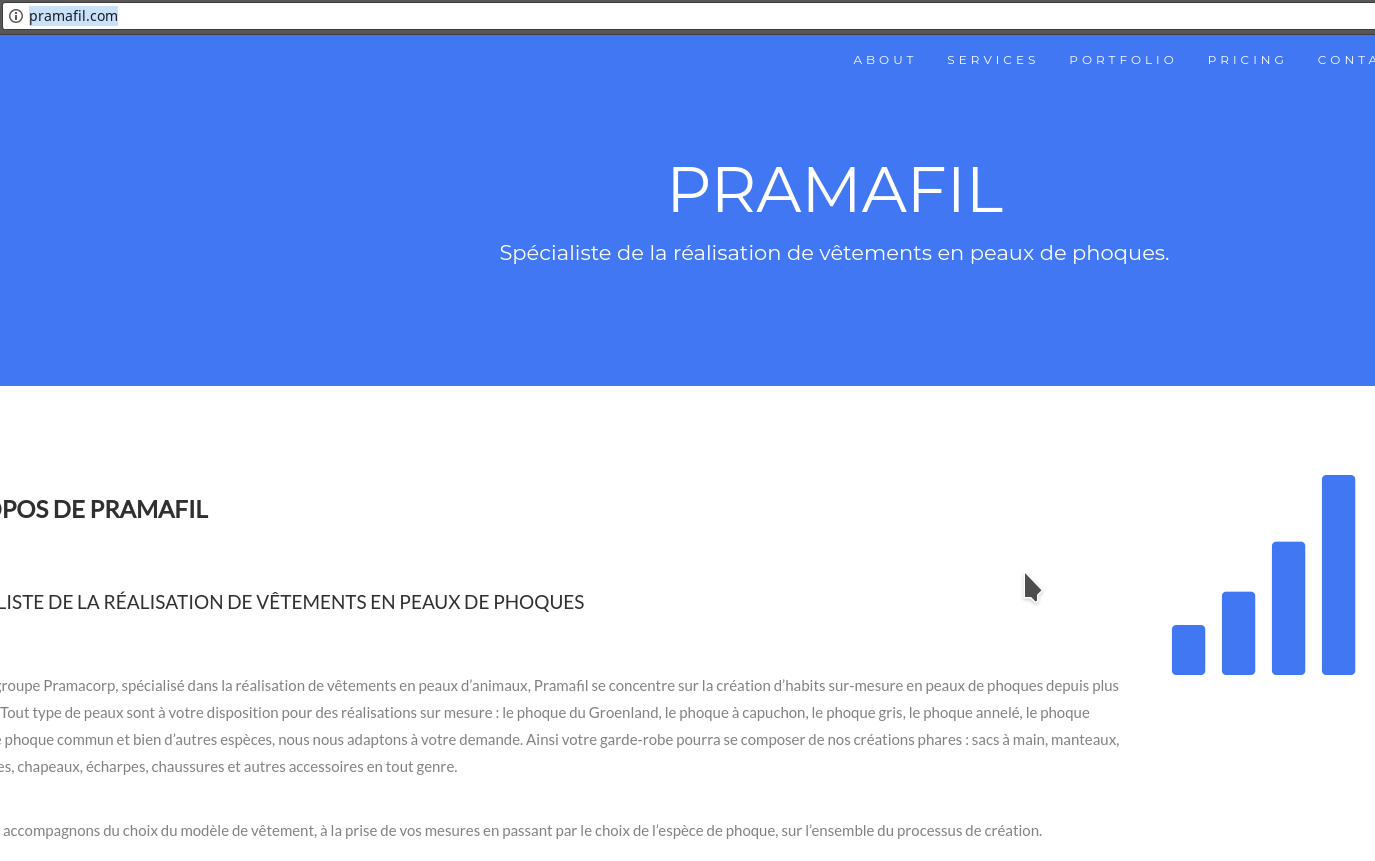 pramafil.com
ABOUT SERVICES PORTFOLIO PRICING
PRAMAFIL
Spécialiste de la réalisation de vêtements en peaux de phoques.
DE PRAMAFIL
DE LA RÉALISATION DE VÊTEMENTS EN PEAUX DE PHOQUES
groupe Pramacorp, spécialisé dans la réalisation de vêtements en peaux d’animaux, Pramafil se concentre sur la création d’habits sur-mesure en peaux de phoques depuis plus
Tout type de peaux sont à votre disposition pour des réalisations sur mesure : le phoque du Groenland, le phoque à capuchon, le phoque gris, le phoque annelé, le phoque
phoque commun et bien d’autres espèces, nous nous adaptons à votre demande. Ainsi votre garde-robe pourra se composer de nos créations phares : sacs à main, manteaux,
chapeaux, écharpes, chaussures et autres accessoires en tout genre.
accompagnons du choix du modèle de vêtement, à la prise de vos mesures en passant par le choix de l’espèce de phoque, sur l’ensemble du processus de création.